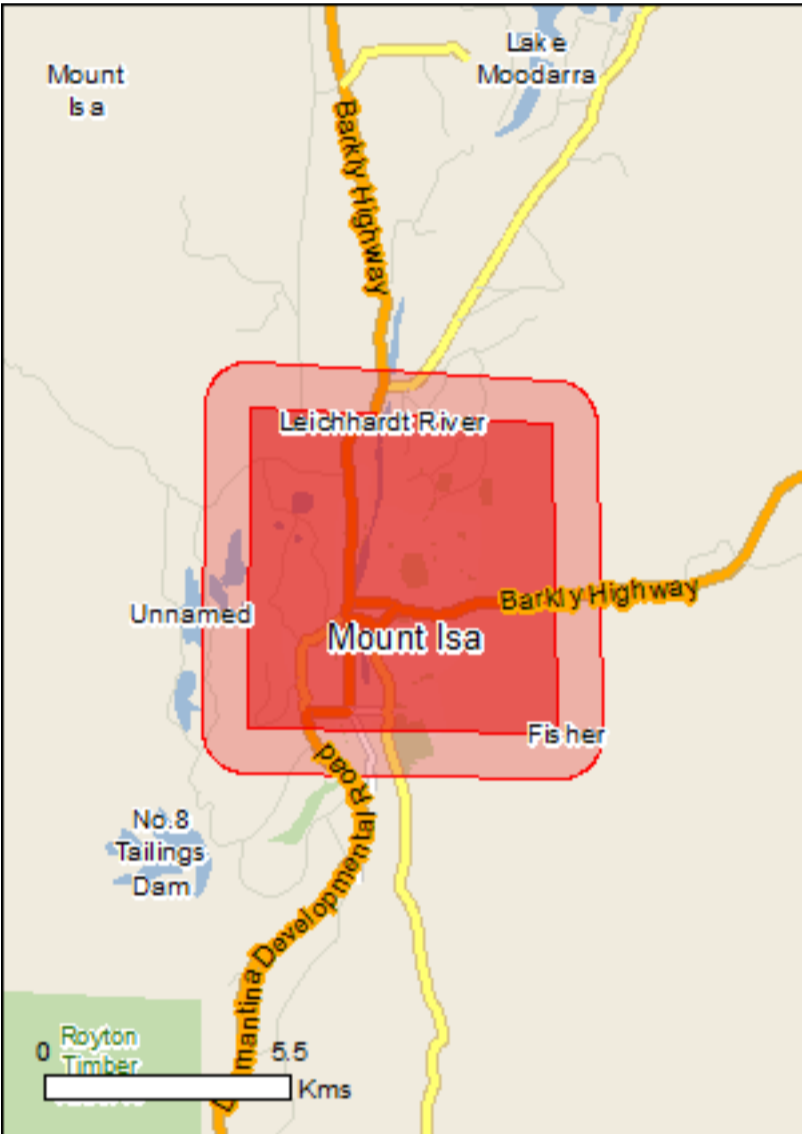 Lake
Moodarra
Mount
Isa
Barkly Highway
Leichhardt River
Barkly Highway
Unnamed
Mount Isa
Fisher
No.8
Tailings
Dam
Developmental Road
Royton
Timber
0 5.5
Kms